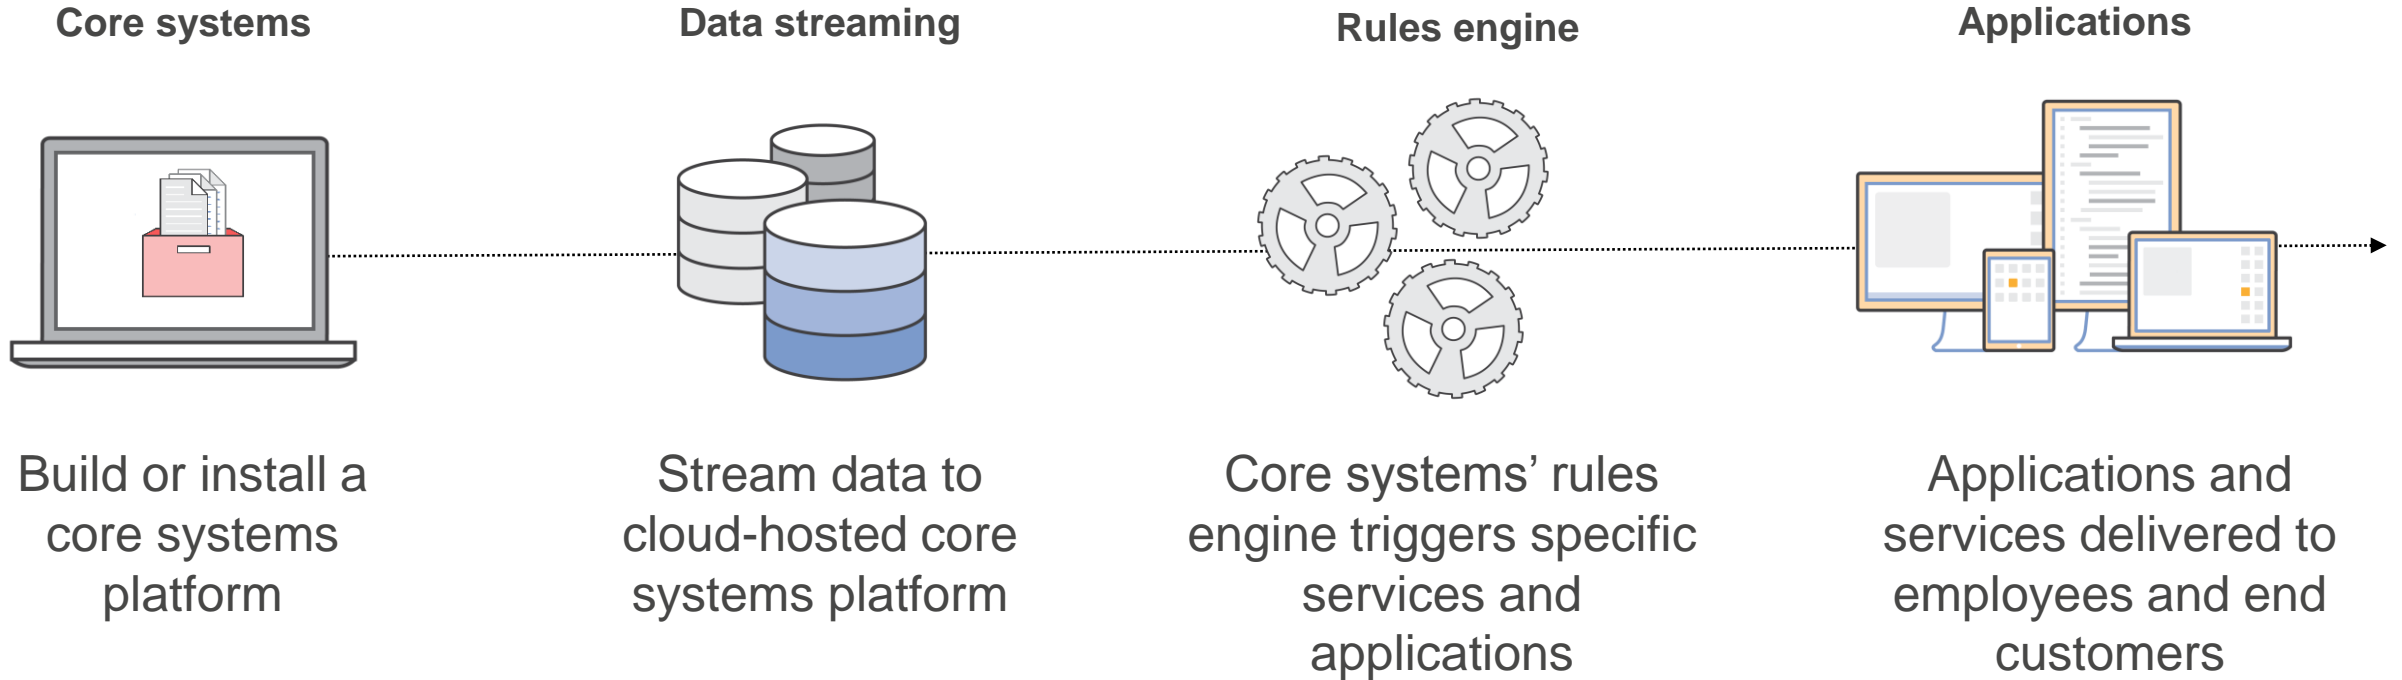 Core systems
Data streaming
Rules engine
Applications
Build or install a
core systems
platform
Stream data to
cloud-hosted core
systems platform
Core systems’ rules
engine triggers specific
services and
applications
Applications and
services delivered to
employees and end
customers